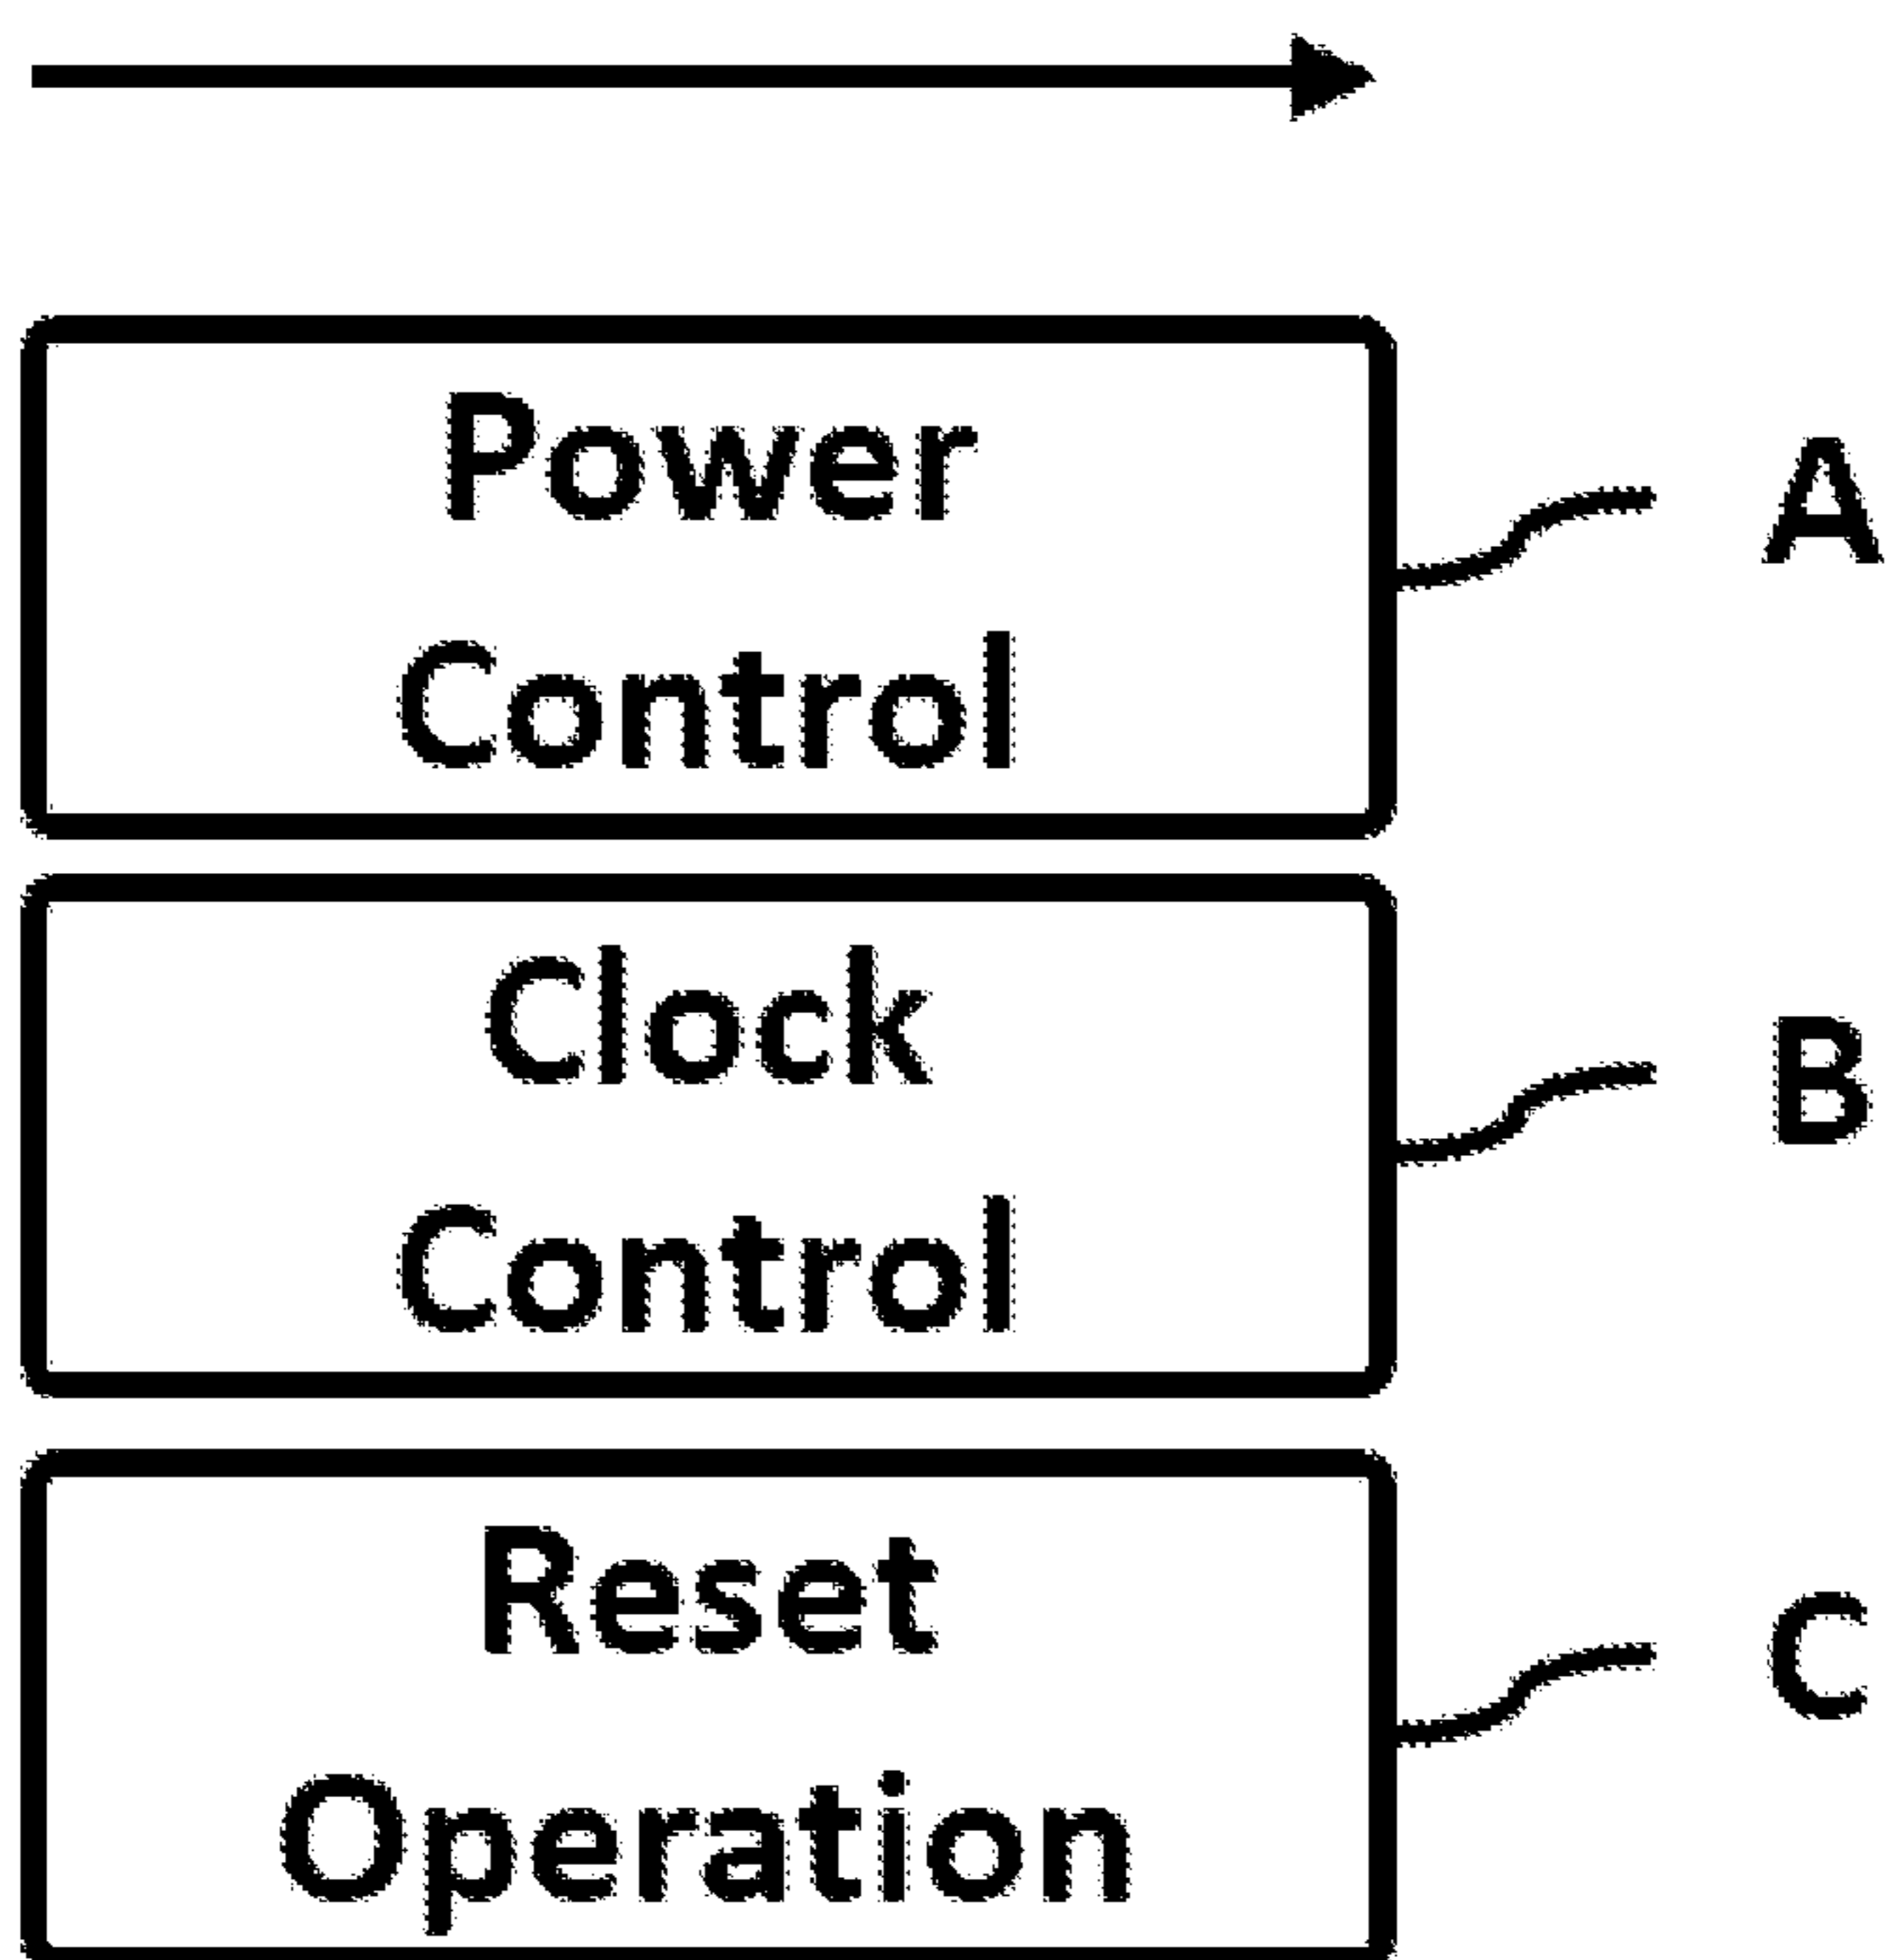 Power
Control
A
Clock
Control
B
Reset
Operation
C